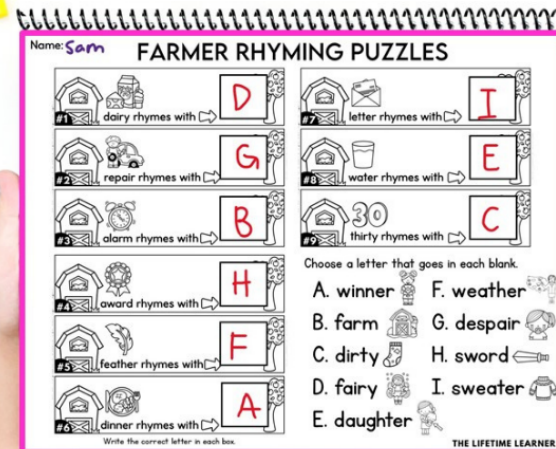 Name: Sam
FARMER RHYMING PUZZLES
#1 dairy rhymes with D
#2 repair rhymes with G
#3 alarm rhymes with B
#4 award rhymes with H
#5 feather rhymes with F
#6 dinner rhymes with A
Write the correct letter in each box.
#7 letter rhymes with I
#8 water rhymes with E
#9 30 thirty rhymes with C
Choose a letter that goes in each blank.
A. winner
B. farm
C. dirty
D. fairy
E. daughter
F. weather
G. despair
H. sword
I. sweater
THE LIFETIME LEARNER